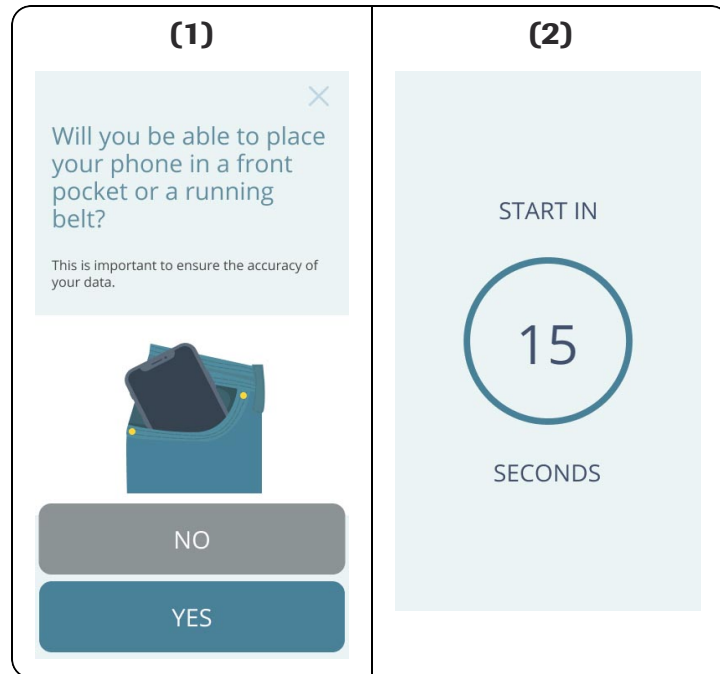 (1)
Will you be able to place
your phone in a front
pocket or a running
belt?
This is important to ensure the accuracy of
your data.
NO
YES
(2)
START IN
15
SECONDS